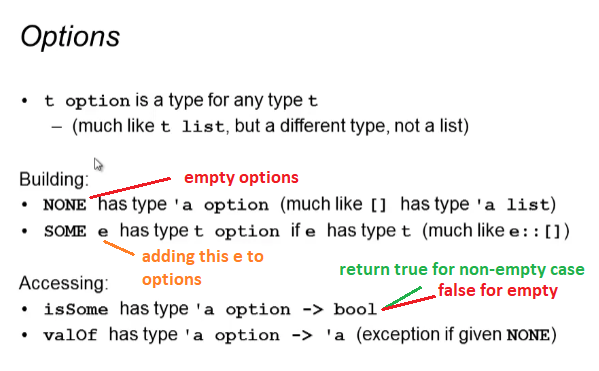 Options
• t option is a type for any type t
– (much like t list, but a different type, not a list)
Building:
empty options
• NONE has type 'a option (much like [] has type 'a list)
• SOME e has type t option if e has type t (much like e::[])
adding this e to
options
Accessing:
return true for non-empty case
false for empty
• isSome has type 'a option -> bool
• valOf has type 'a option -> 'a (exception if given NONE)